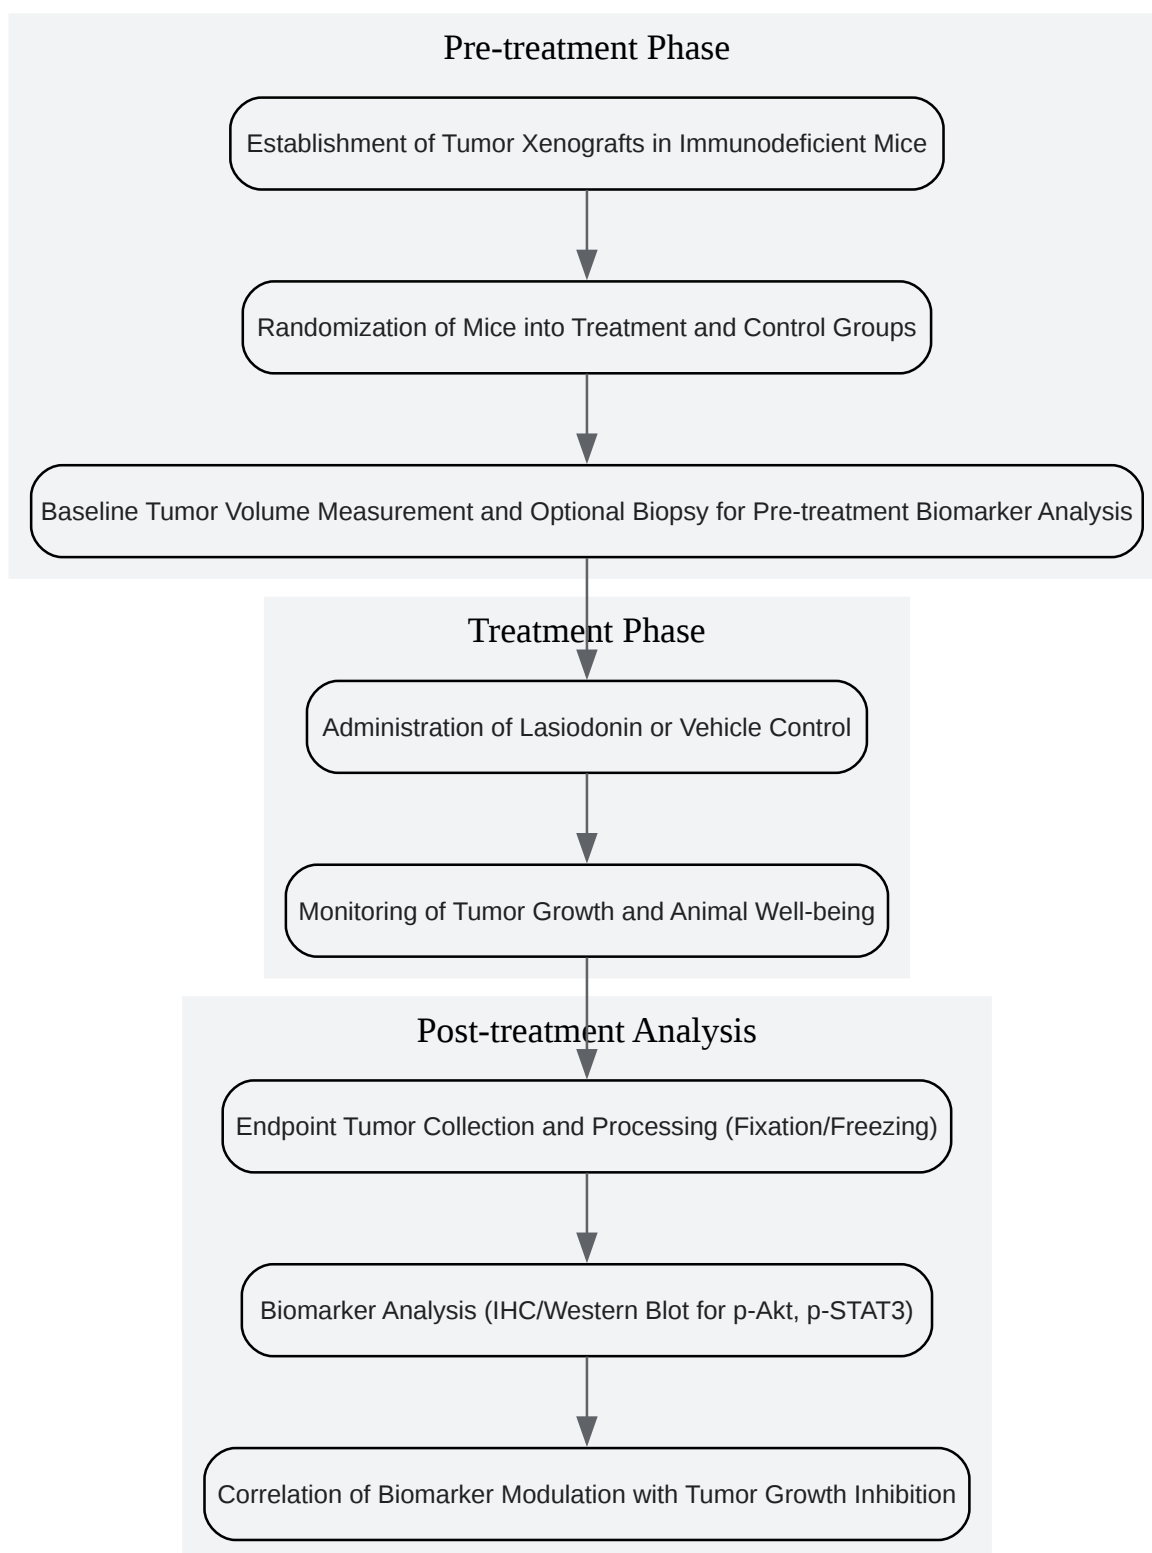 Pre-treatment Phase
Establishment of Tumor Xenografts in Immunodeficient Mice
Randomization of Mice into Treatment and Control Groups
Baseline Tumor Volume Measurement and Optional Biopsy for Pre-treatment Biomarker Analysis
Treatment Phase
Administration of Lasiodonin or Vehicle Control
Monitoring of Tumor Growth and Animal Well-being
Post-treatment Analysis
Endpoint Tumor Collection and Processing (Fixation/Freezing)
Biomarker Analysis (IHC/Western Blot for p-Akt, p-STAT3)
Correlation of Biomarker Modulation with Tumor Growth Inhibition